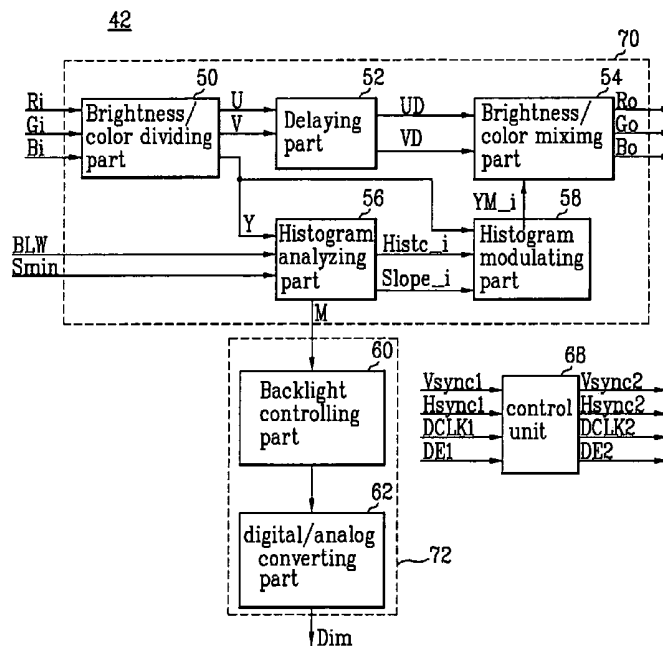 42
70
50
52
54
Ri
Gi
Bi
Brightness/
color dividing
part
U
V
Delaying
part
UD
VD
Brightness/
color miximg
part
Ro
Go
Bo
YM_i
56
58
Y
BLW
Smin
Histogram
analyzing
part
Histc_i
Slope_i
Histogram
modulating
part
M
60
Backlight
controlling
part
68
Vsync1
Hsync1
DCLK1
DE1
control
unit
Vsync2
Hsync2
DCLK2
DE2
62
digital/analog
converting
part
72
Dim